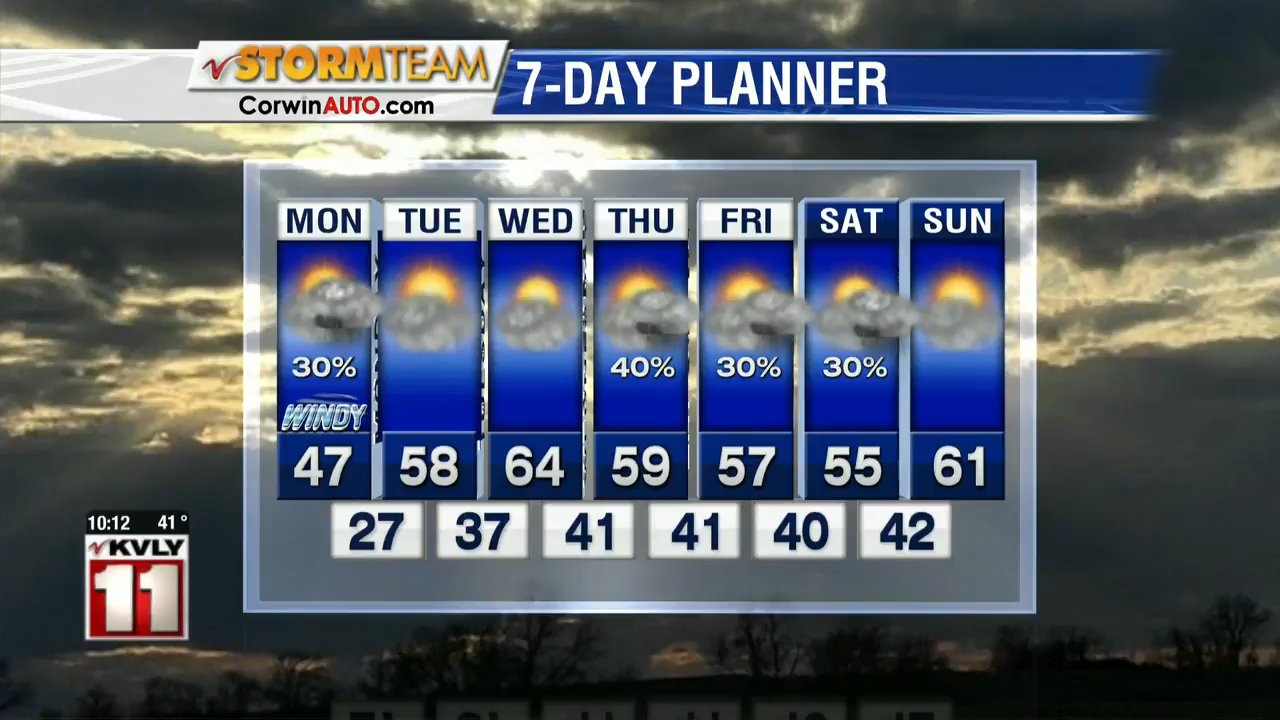 STORMTEAM
CorwinAUTO.com
7-DAY PLANNER
MON TUE WED THU FRI SAT SUN
30% 40% 30% 30%
WINDY
47 58 64 59 57 55 61
27 37 41 41 40 42
10:12 41°
KVLY
11